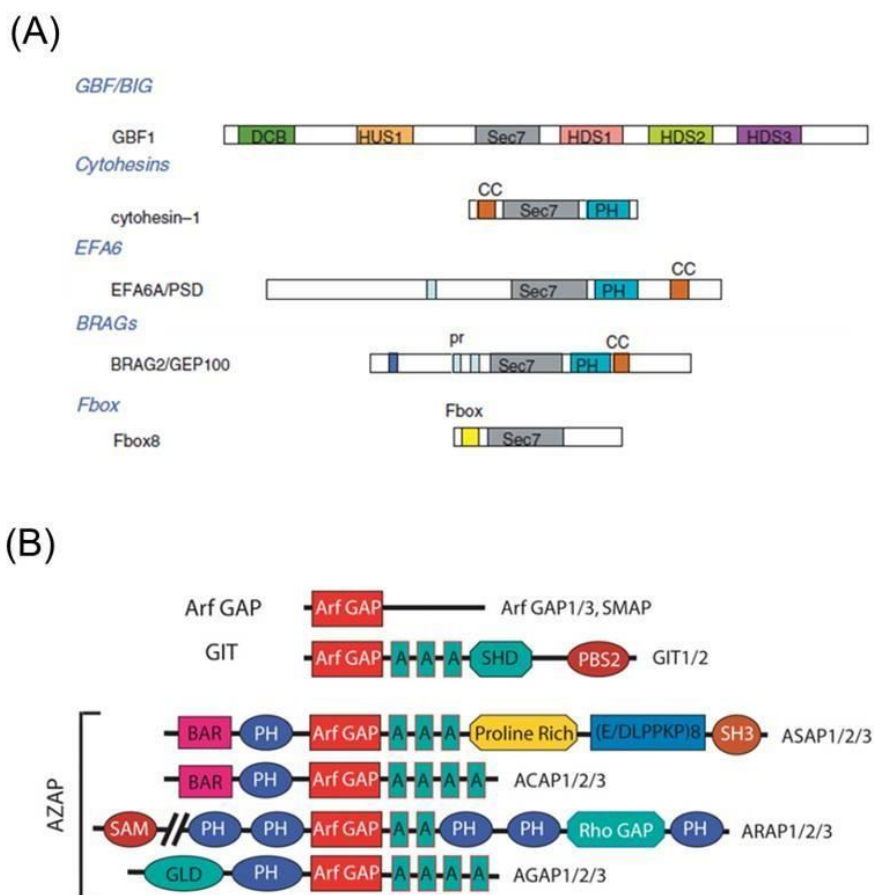 (A)
GBF/BIG
GBF1 DCB HUS1 Sec7 HDS1 HDS2 HDS3
Cytohesins
CC
cytohesin–1 Sec7 PH
EFA6
CC
EFA6A/PSD Sec7 PH
BRAGs
pr CC
BRAG2/GEP100 Sec7 PH
Fbox
Fbox
Fbox8 Sec7
(B)
Arf GAP Arf GAP Arf GAP1/3, SMAP
GIT Arf GAP A A A SHD PBS2 GIT1/2
AZAP
BAR PH Arf GAP A A A Proline Rich (E/DLPPKP)8 SH3 ASAP1/2/3
BAR PH Arf GAP A A A A ACAP1/2/3
SAM PH PH Arf GAP A A PH PH Rho GAP PH ARAP1/2/3
GLD PH Arf GAP A A A A AGAP1/2/3